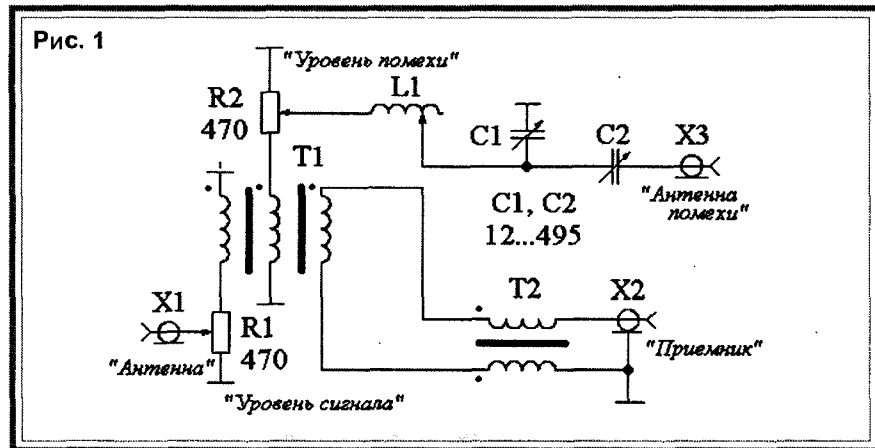 Рис. 1
"Уровень помехи"
R2
470
L1
C1
C2
X3
T1
"Антенна
помехи"
C1, C2
12...495
X1
R1
470
T2
X2
"Антенна"
"Приемник"
"Уровень сигнала"